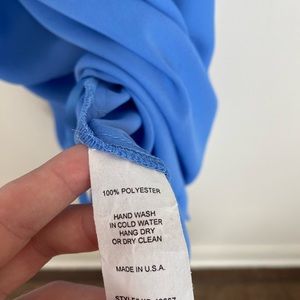 100% POLYESTER
HAND WASH
IN COLD WATER
HANG DRY
OR DRY CLEAN
MADE IN U.S.A.